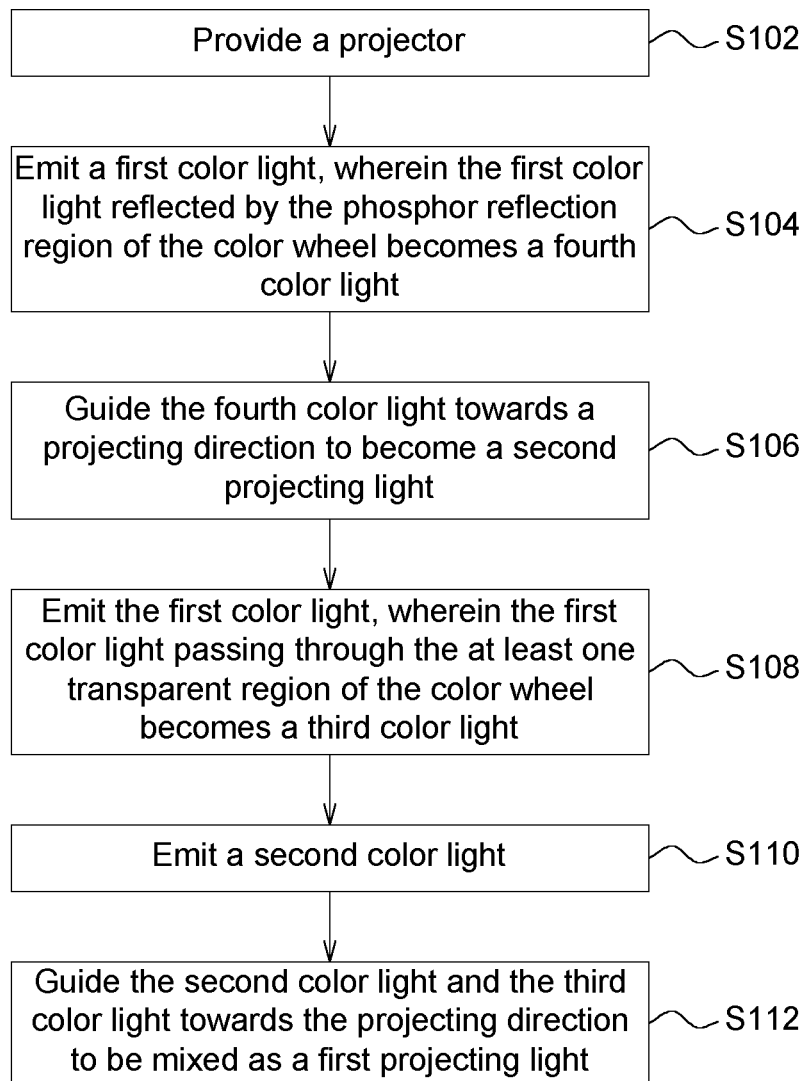 Provide a projector
S102
Emit a first color light, wherein the first color
light reflected by the phosphor reflection
region of the color wheel becomes a fourth
color light
S104
Guide the fourth color light towards a
projecting direction to become a second
projecting light
S106
Emit the first color light, wherein the first
color light passing through the at least one
transparent region of the color wheel
becomes a third color light
S108
Emit a second color light
S110
Guide the second color light and the third
color light towards the projecting direction
to be mixed as a first projecting light
S112